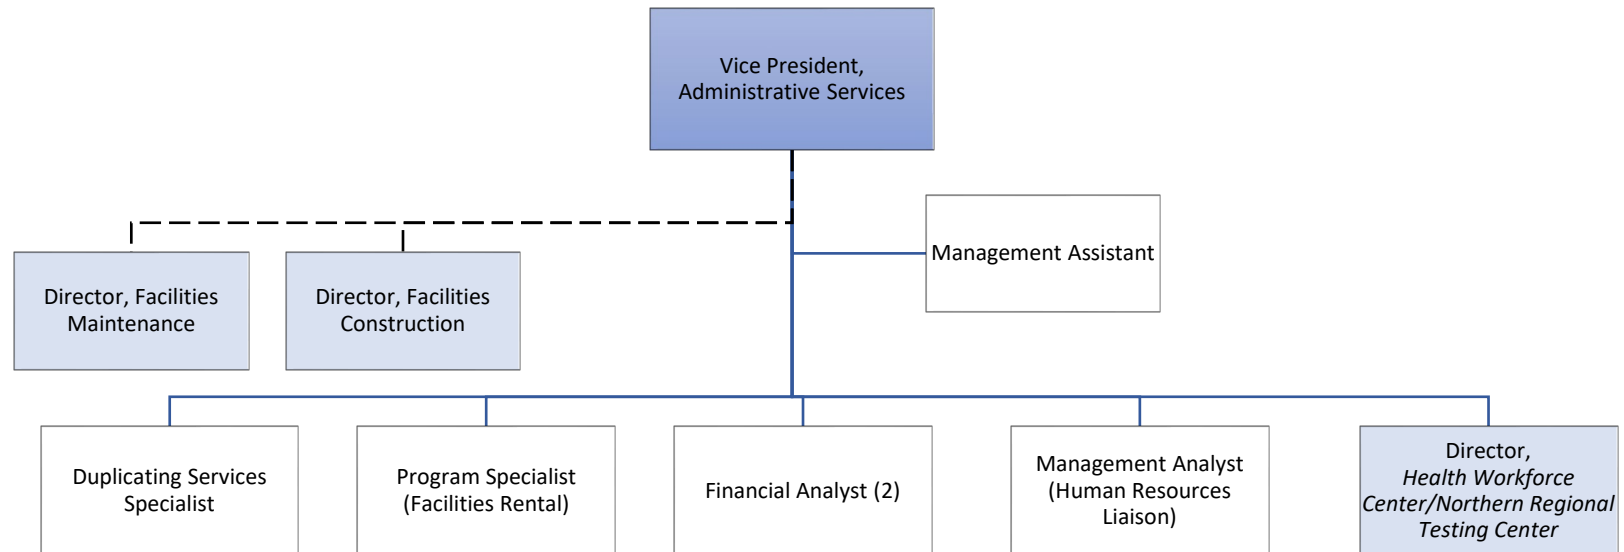 Vice President,
Administrative Services
Management Assistant
Director, Facilities
Maintenance
Director, Facilities
Construction
Duplicating Services
Specialist
Program Specialist
(Facilities Rental)
Financial Analyst (2)
Management Analyst
(Human Resources
Liaison)
Director,
Health Workforce
Center/Northern Regional
Testing Center